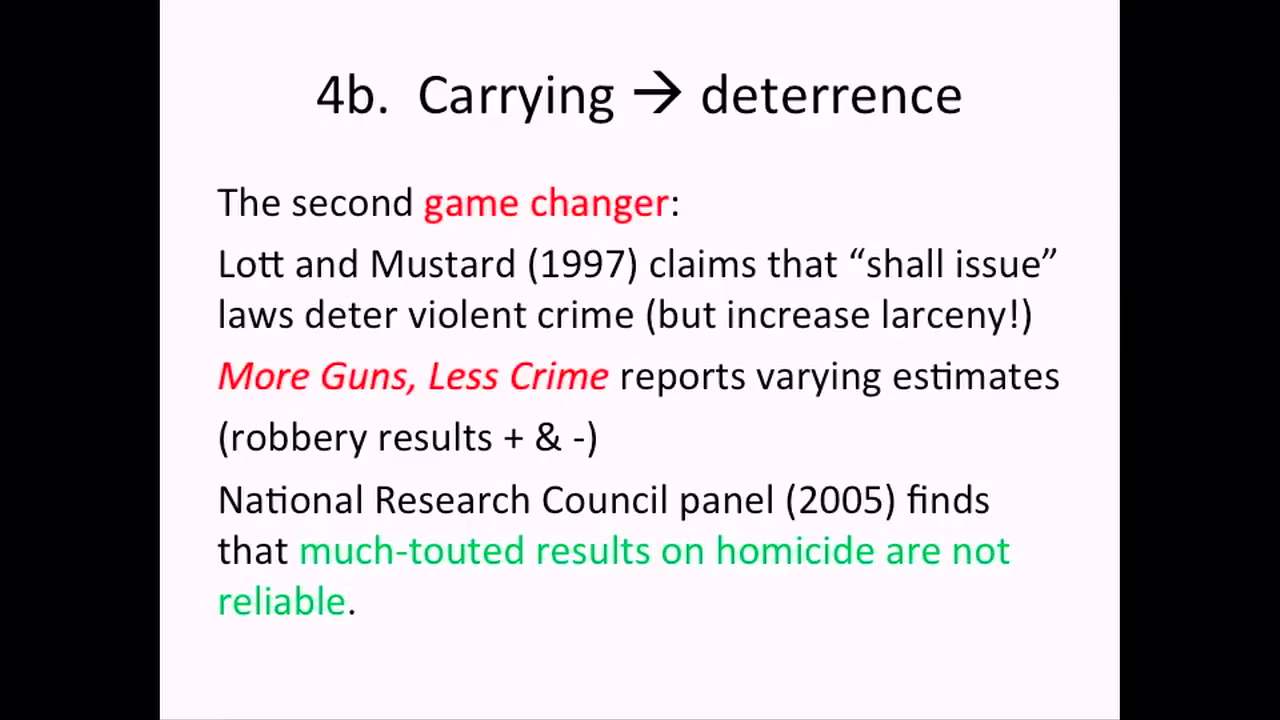 4b. Carrying → deterrence
The second game changer:
Lott and Mustard (1997) claims that “shall issue”
laws deter violent crime (but increase larceny!)
More Guns, Less Crime reports varying estimates
(robbery results + & -)
National Research Council panel (2005) finds
that much-touted results on homicide are not
reliable.